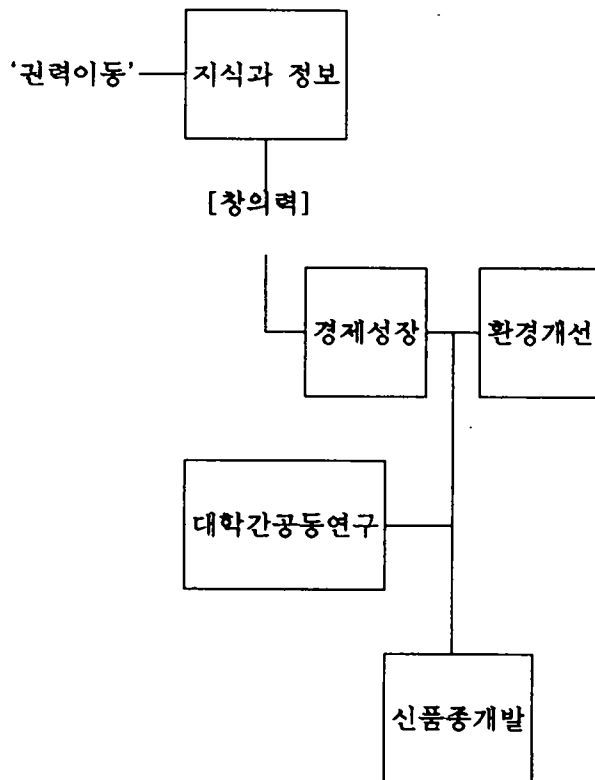 ‘권력이동’ 지식과 정보
[창의력]
경제성장 환경개선
대학간공동연구
신품종개발